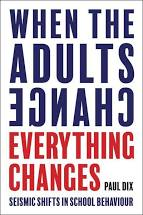 WHEN THE
ADULTS
CHANGE
EVERYTHING
CHANGES
PAUL DIX
SEISMIC SHIFTS IN SCHOOL BEHAVIOUR